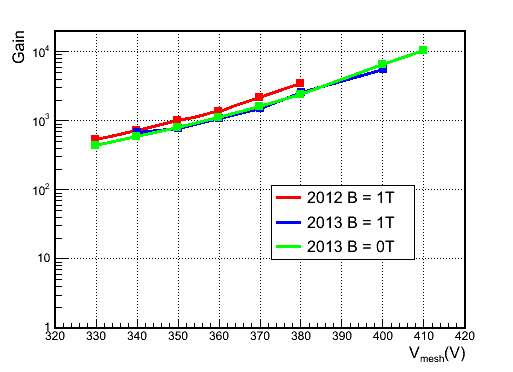 Gain
10⁴
10³
10²
10
1
2012 B = 1T
2013 B = 1T
2013 B = 0T
320 330 340 350 360 370 380 390 400 410 420
Vmesh(V)